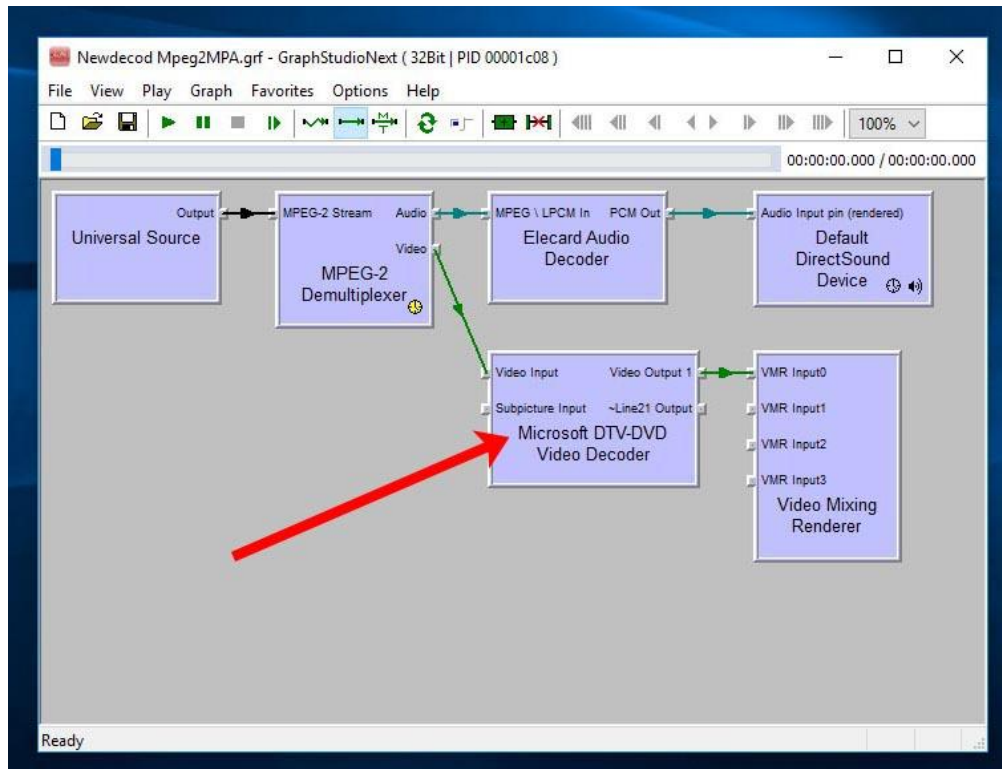 Newdecod Mpeg2MPA.grf - GraphStudioNext ( 32Bit | PID 00001c08 )
File View Play Graph Favorites Options Help
M
T
100%
00:00:00.000 / 00:00:00.000
Output
Universal Source
MPEG-2 Stream Audio
Video
MPEG-2
Demultiplexer
MPEG \ LPCM In PCM Out
Elecard Audio
Decoder
Audio Input pin (rendered)
Default
DirectSound
Device
Video Input Video Output 1
Subpicture Input ~Line21 Output
Microsoft DTV-DVD
Video Decoder
VMR Input0
VMR Input1
VMR Input2
VMR Input3
Video Mixing
Renderer
Ready